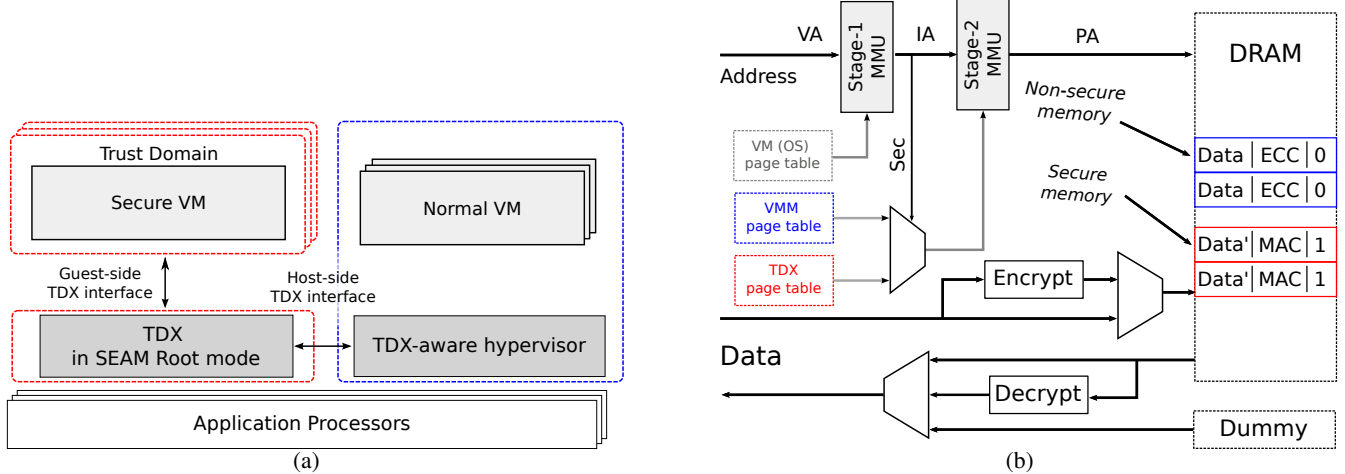 Trust Domain
Secure VM
Normal VM
Guest-side
TDX interface
Host-side
TDX interface
TDX
in SEAM Root mode
TDX-aware hypervisor
Application Processors
(a)
VA
Stage-1
MMU
IA
Stage-2
MMU
PA
DRAM
Address
Non-secure
memory
VM (OS)
page table
Sec
Data | ECC | 0
Data | ECC | 0
Secure
memory
VMM
page table
TDX
page table
Data' | MAC | 1
Data' | MAC | 1
Encrypt
Data
Decrypt
Dummy
(b)